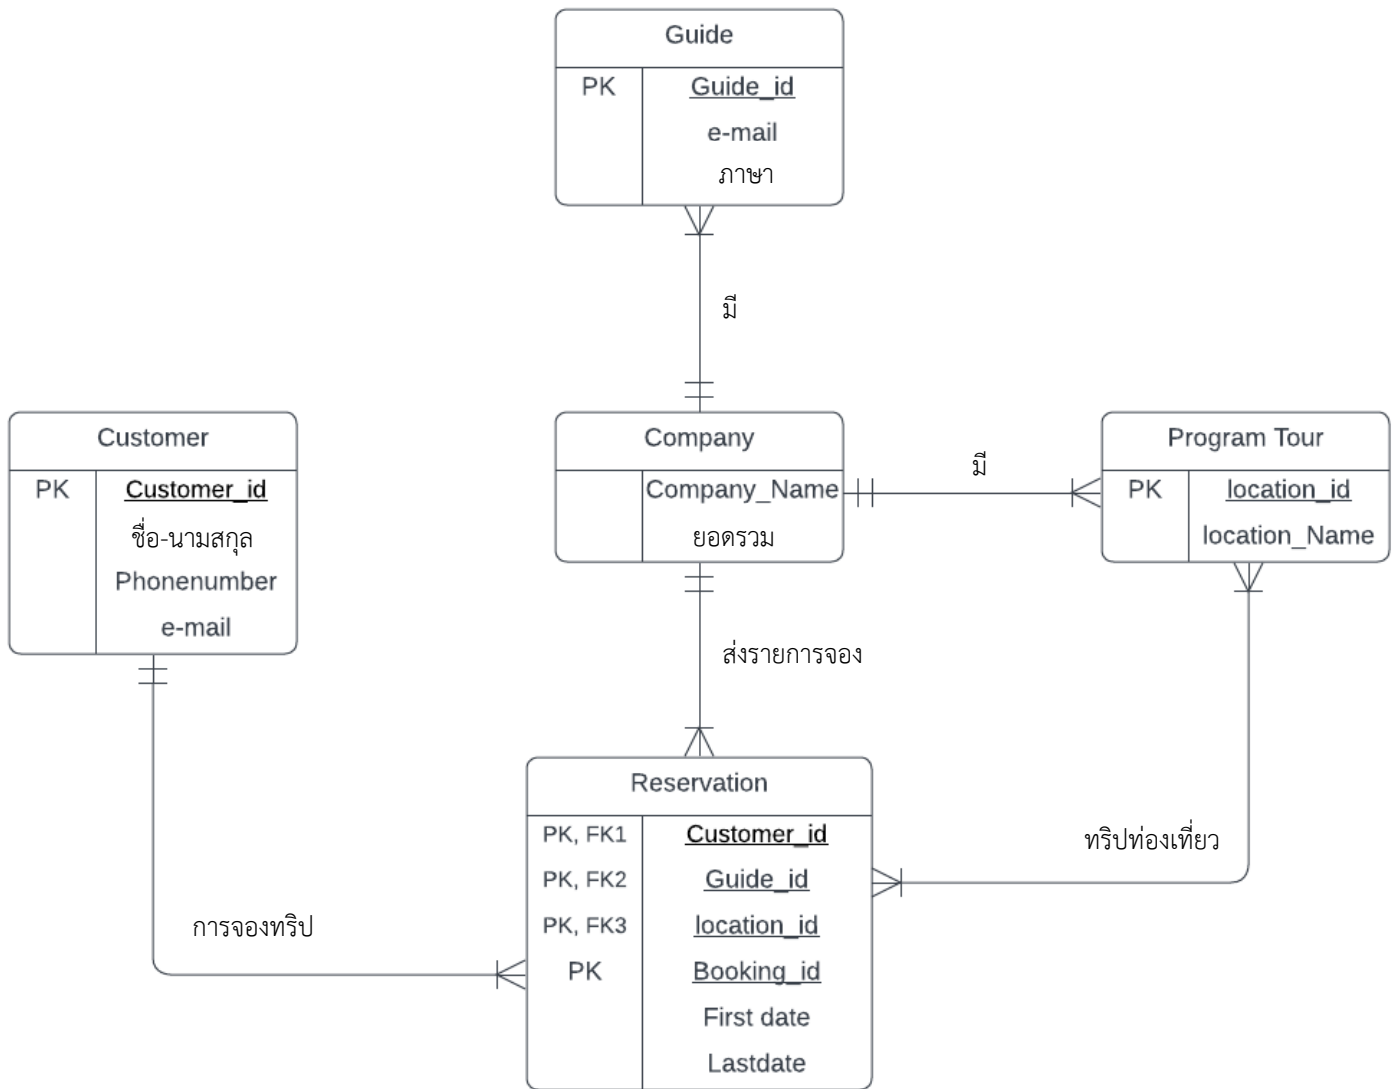 Guide
PK Guide_id
e-mail
ภาษา
มี
Customer
PK Customer_id
ชื่อ-นามสกุล
Phonenumber
e-mail
Company
Company_Name
ยอดรวม
มี
Program Tour
PK location_id
location_Name
ส่งรายการจอง
ทริปท่องเที่ยว
การจองทริป
Reservation
PK, FK1 Customer_id
PK, FK2 Guide_id
PK, FK3 location_id
PK Booking_id
First date
Lastdate